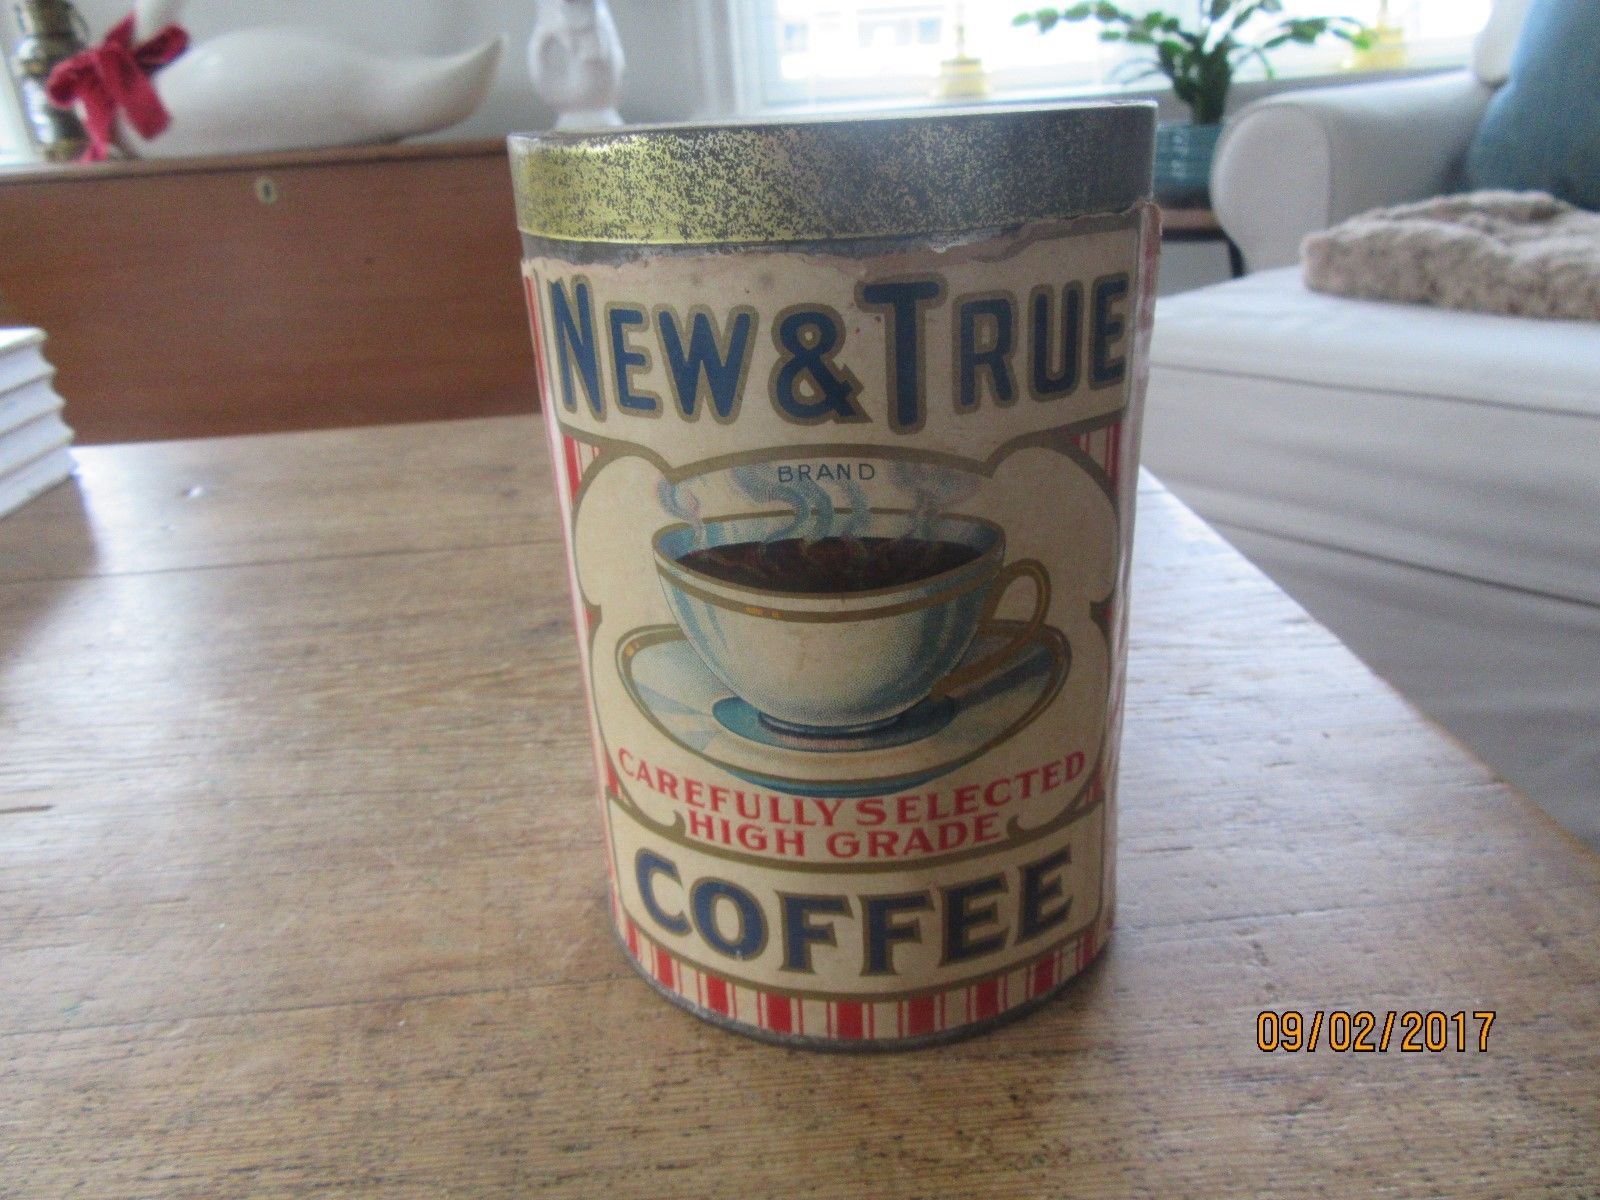 NEW & TRUE
BRAND
CAREFULLY SELECTED
HIGH GRADE
COFFEE
09/02/2017